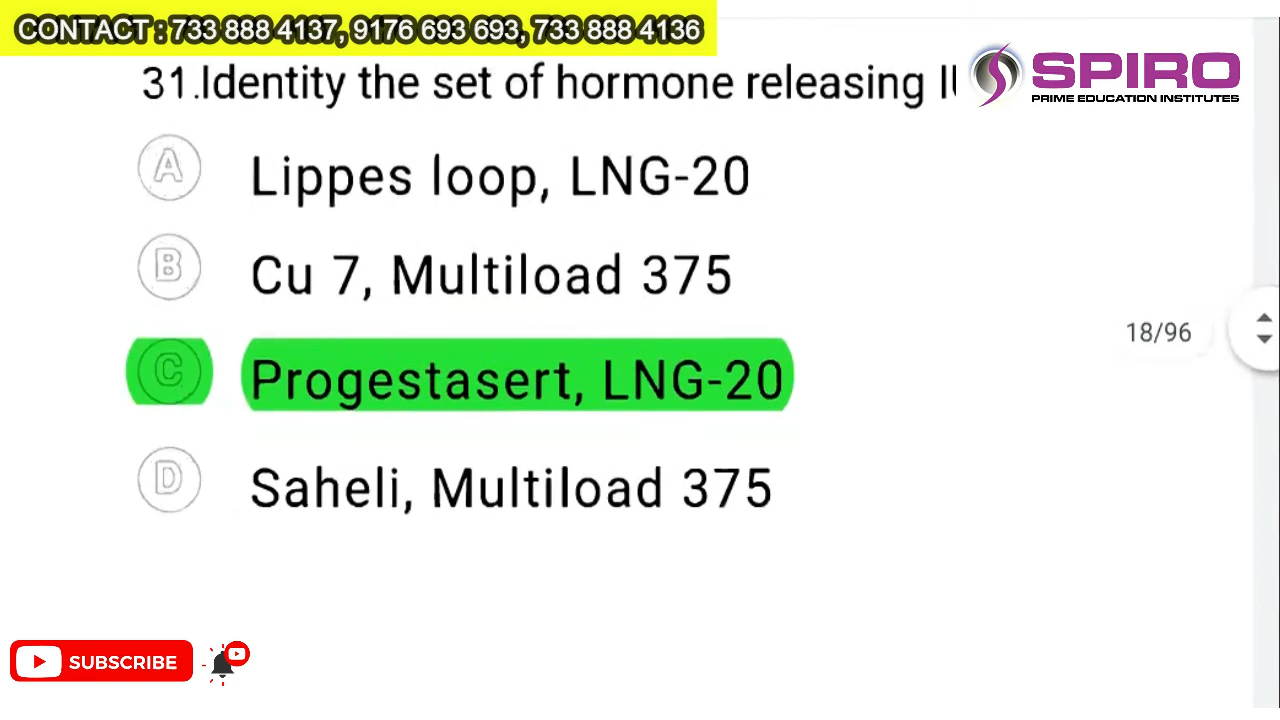 CONTACT : 733 888 4137, 9176 693 693, 733 888 4136
SPIRO
PRIME EDUCATION INSTITUTES
31.Identity the set of hormone releasing
A Lippes loop, LNG-20
B Cu 7, Multiload 375
18/96
C Progestasert, LNG-20
D Saheli, Multiload 375
SUBSCRIBE